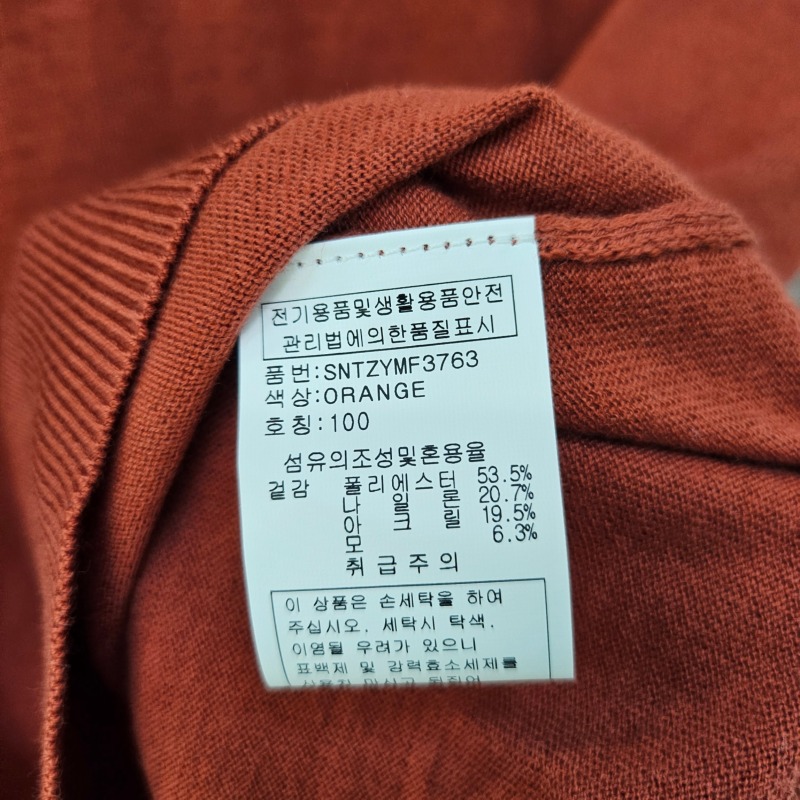 전기용품및생활용품안전
관리법에의한품질표시
품번:SNTZYMF3763
색상:ORANGE
호칭:100
섬유의조성및혼용율
겉감 폴리에스터 53.5%
나일론 20.7%
아크릴 19.5%
모 6.3%
취급주의
이 상품은 손세탁을 하여
주십시오. 세탁시 탁색.
이염될 우려가 있으니
표백제 및 강력효소세제를